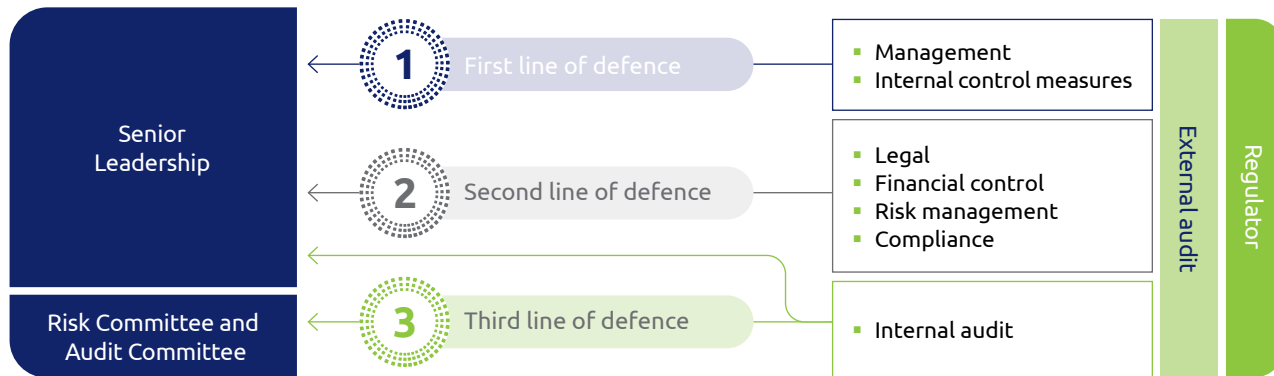 Senior
Leadership
Risk Committee and
Audit Committee
1
First line of defence
2
Second line of defence
3
Third line of defence
Management
Internal control measures
Legal
Financial control
Risk management
Compliance
Internal audit
External audit
Regulator